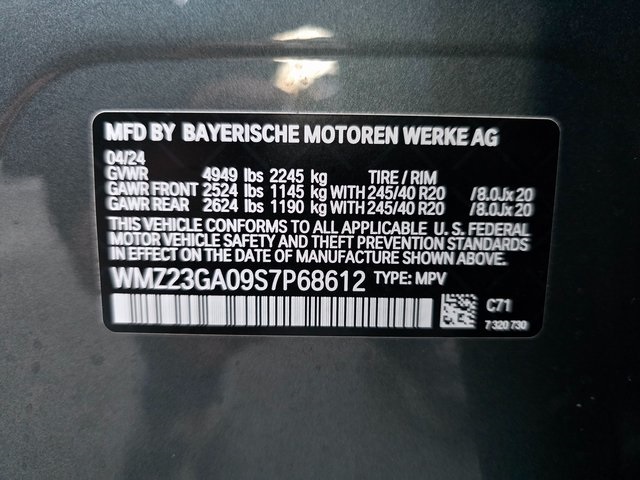 MFD BY BAYERISCHE MOTOREN WERKE AG
04/24
GVWR 4949 lbs 2245 kg TIRE / RIM
GAWR FRONT 2524 lbs 1145 kg WITH 245/40 R20 /8.0Jx20
GAWR REAR 2624 lbs 1190 kg WITH 245/40 R20 /8.0Jx20
THIS VEHICLE CONFORMS TO ALL APPLICABLE U. S. FEDERAL
MOTOR VEHICLE SAFETY AND THEFT PREVENTION STANDARDS
IN EFFECT ON THE DATE OF MANUFACTURE SHOWN ABOVE.
WMZ23GA09S7P68612 TYPE: MPV
C71
7 320 730